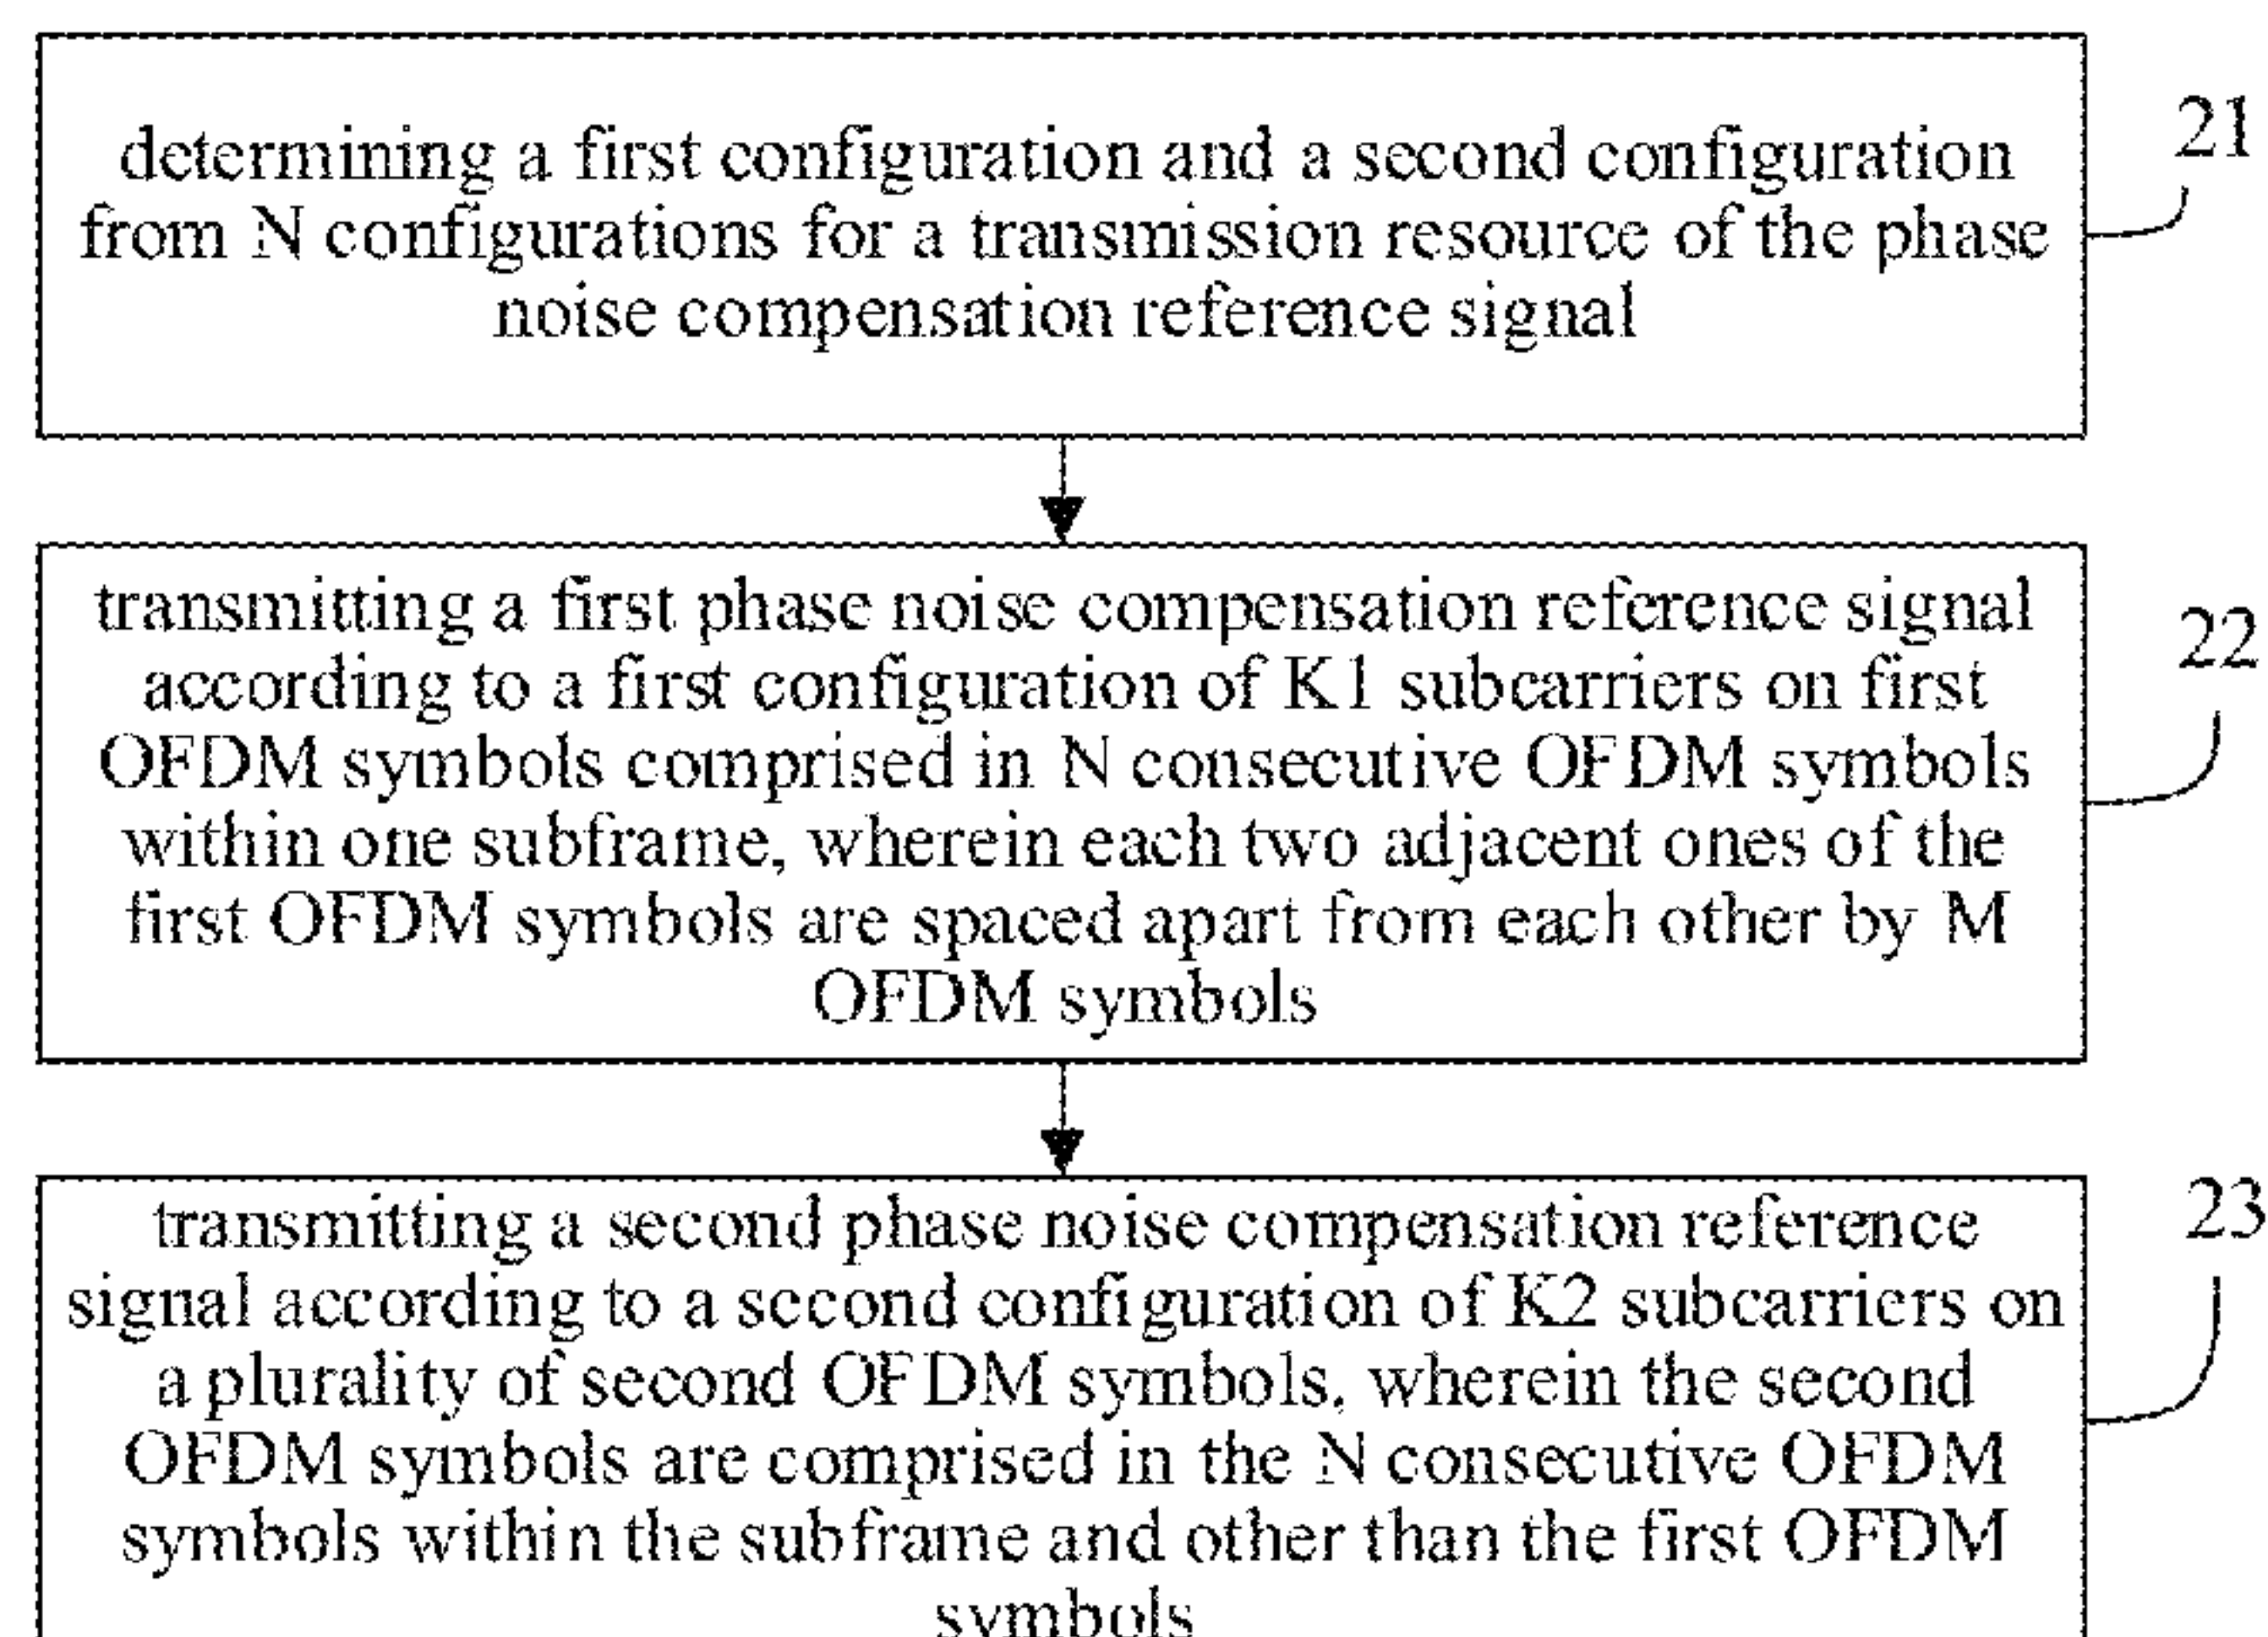 determining a first configuration and a second configuration
from N configurations for a transmission resource of the phase
noise compensation reference signal
21
transmitting a first phase noise compensation reference signal
according to a first configuration of K1 subcarriers on first
OFDM symbols comprised in N consecutive OFDM symbols
within one subframe, wherein each two adjacent ones of the
first OFDM symbols are spaced apart from each other by M
OFDM symbols
22
transmitting a second phase noise compensation reference
signal according to a second configuration of K2 subcarriers on
a plurality of second OFDM symbols, wherein the second
OFDM symbols are comprised in the N consecutive OFDM
symbols within the subframe and other than the first OFDM
symbols
23